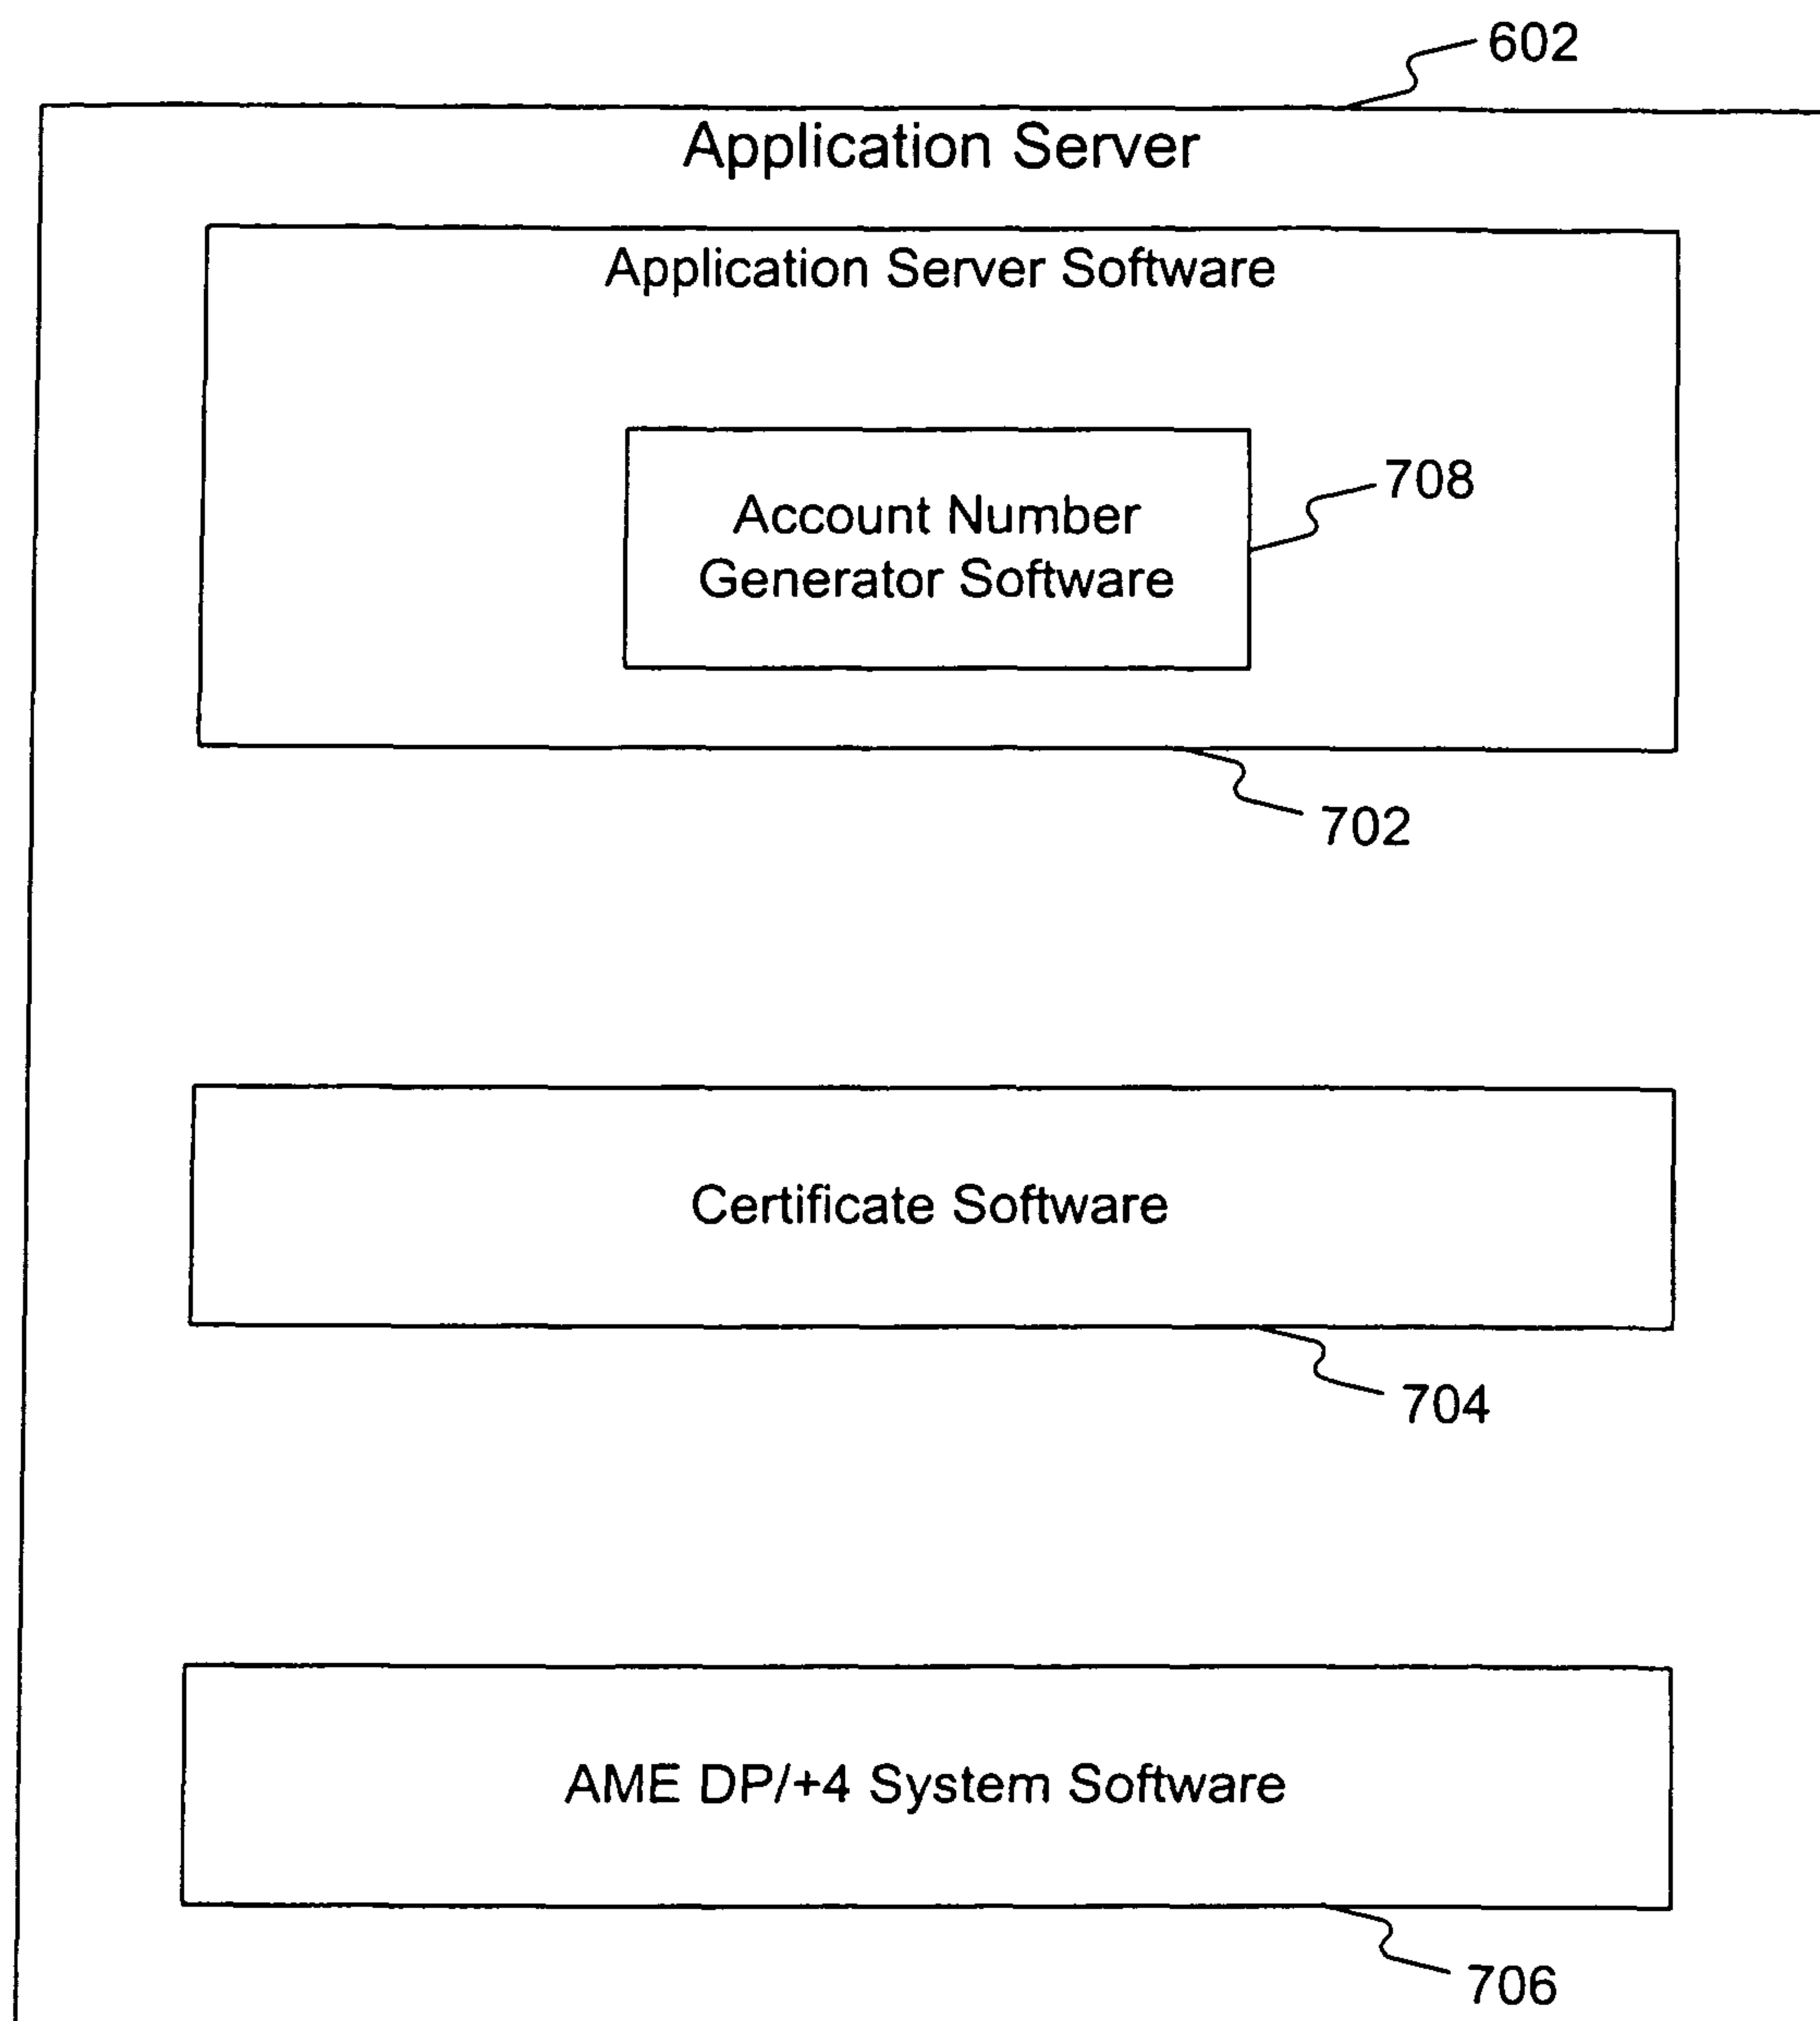 602
Application Server
Application Server Software
Account Number
Generator Software
708
702
Certificate Software
704
AME DP/+4 System Software
706